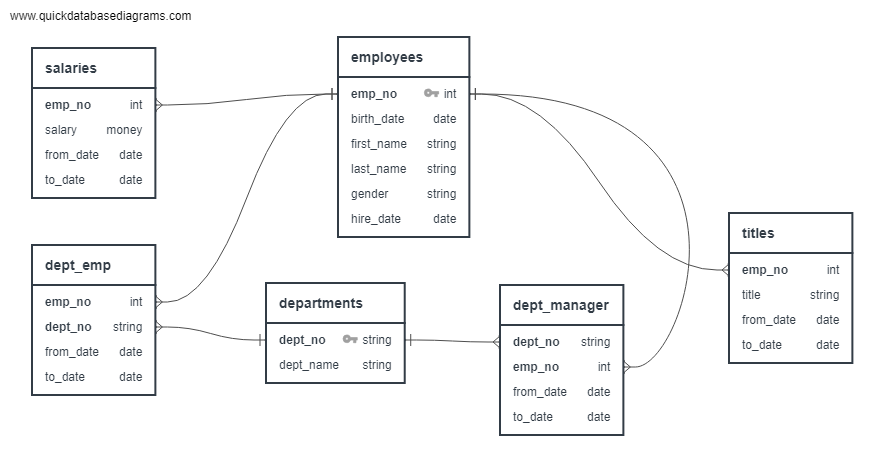 www.quickdatabasediagrams.com
salaries
emp_no int
salary money
from_date date
to_date date
employees
emp_no int
birth_date date
first_name string
last_name string
gender string
hire_date date
dept_emp
emp_no int
dept_no string
from_date date
to_date date
departments
dept_no string
dept_name string
dept_manager
dept_no string
emp_no int
from_date date
to_date date
titles
emp_no int
title string
from_date date
to_date date